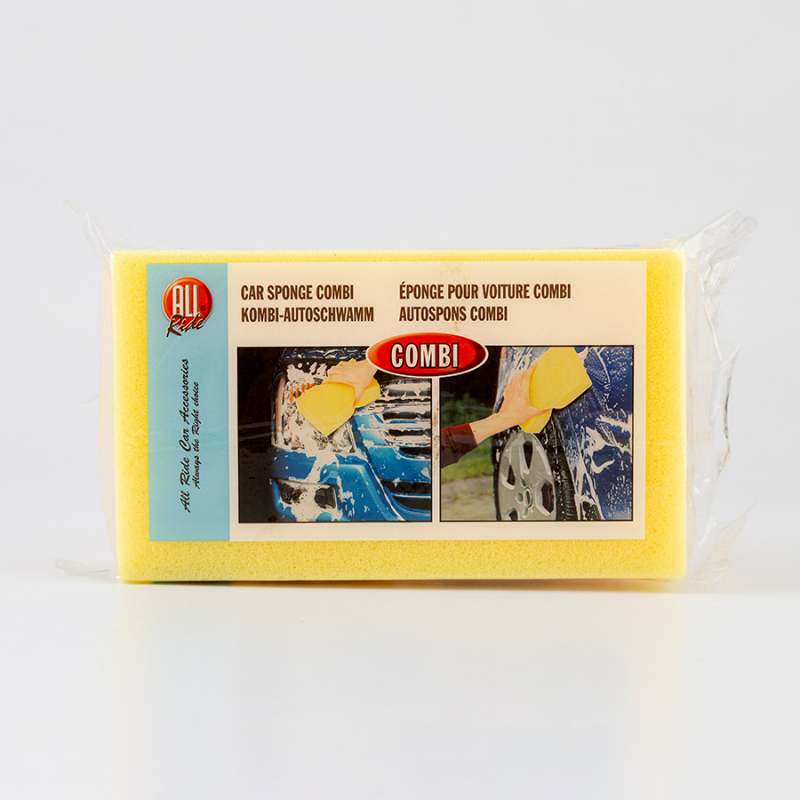 ALL
Ride
CAR SPONGE COMBI
KOMBI-AUTOSCHWAMM
ÉPONGE POUR VOITURE COMBI
AUTOSPONS COMBI
COMBI
All Ride Car Accessories
Always the Right choice